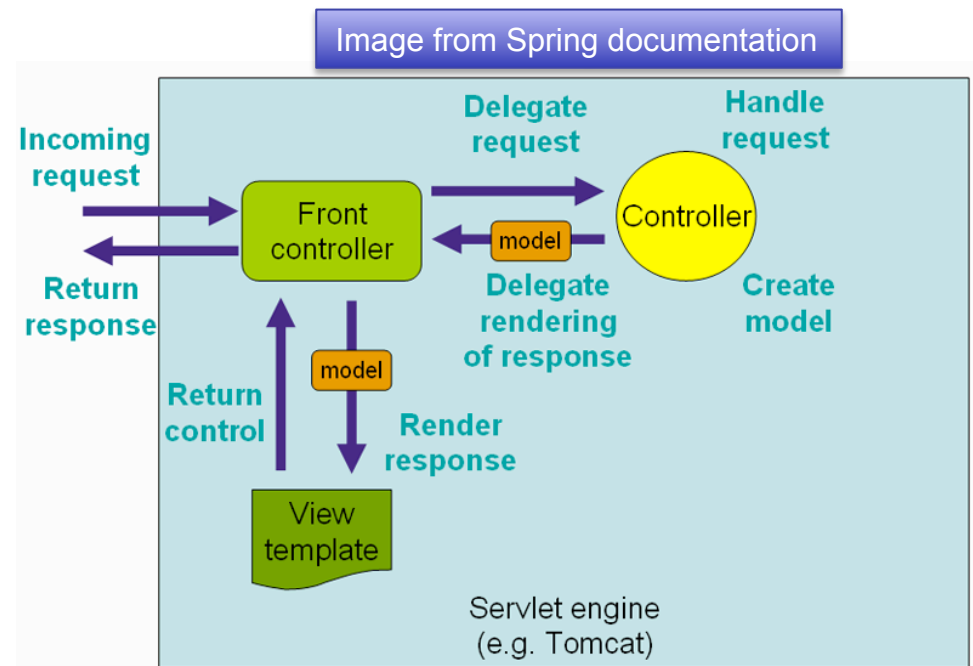 Image from Spring documentation
Incoming
request
Return
response
Front
controller
Delegate
request
Handle
request
Controller
model
Delegate
rendering
of response
Create
model
Return
control
model
Render
response
View
template
Servlet engine
(e.g. Tomcat)